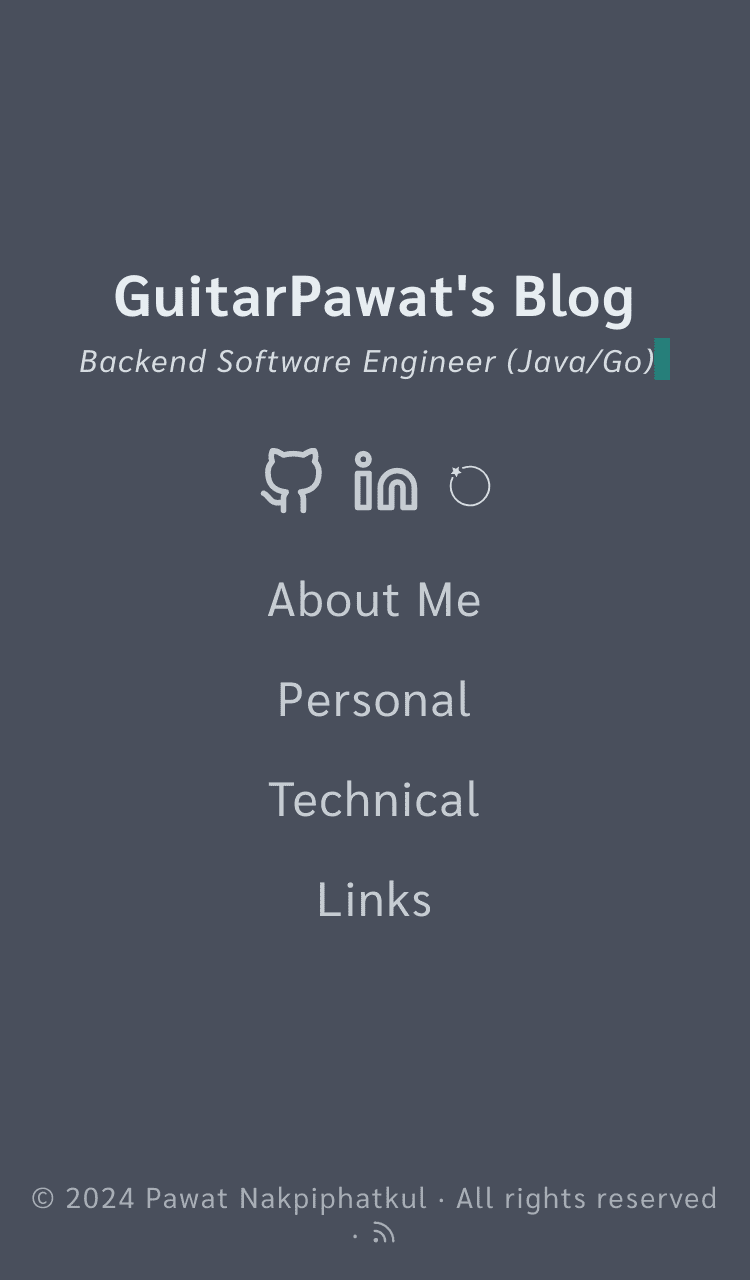 GuitarPawat's Blog
Backend Software Engineer (Java/Go)
About Me
Personal
Technical
Links
© 2024 Pawat Nakpiphatkul · All rights reserved
·